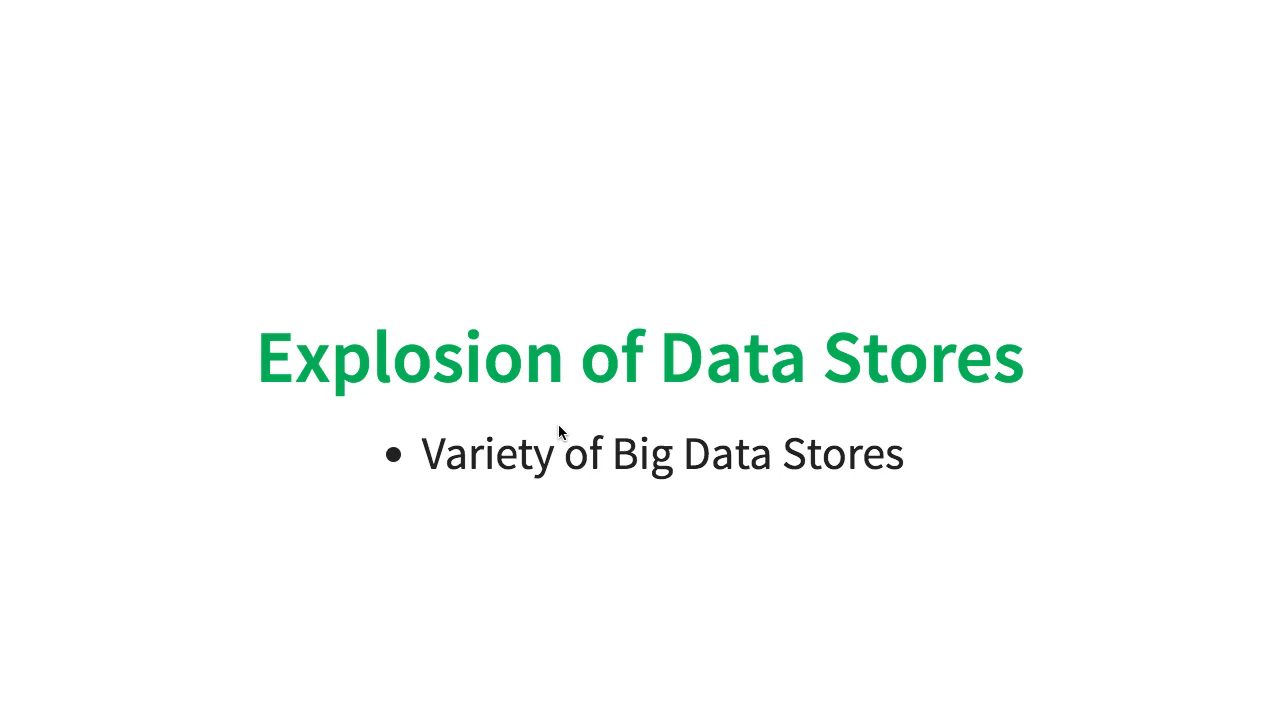 Explosion of Data Stores
• Variety of Big Data Stores